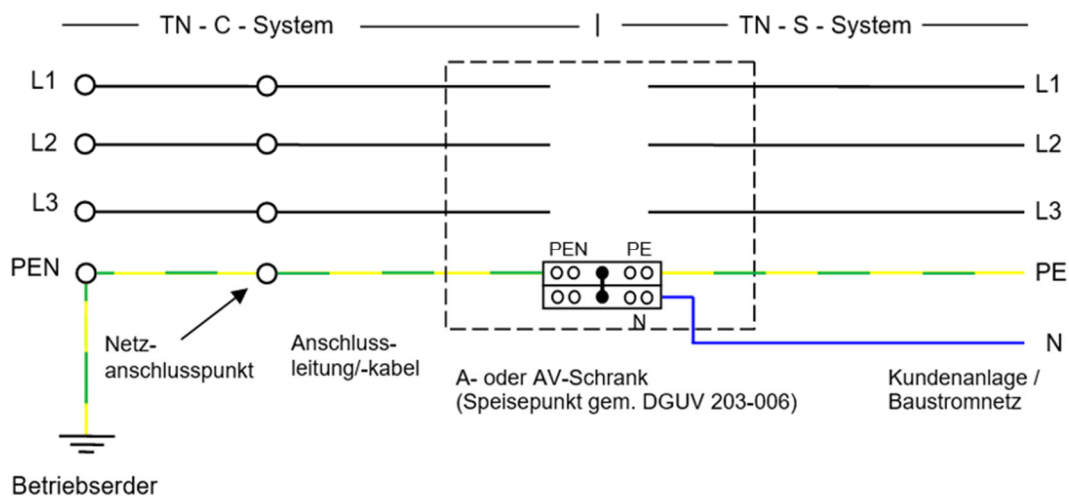 TN - C - System
TN - S - System
L1
L1
L2
L2
L3
L3
PEN
PEN
PE
PE
N
N
Netz-
anschlusspunkt
Anschluss-
leitung/-kabel
A- oder AV-Schrank
(Speisepunkt gem. DGUV 203-006)
Kundenanlage /
Baustromnetz
Betriebserder